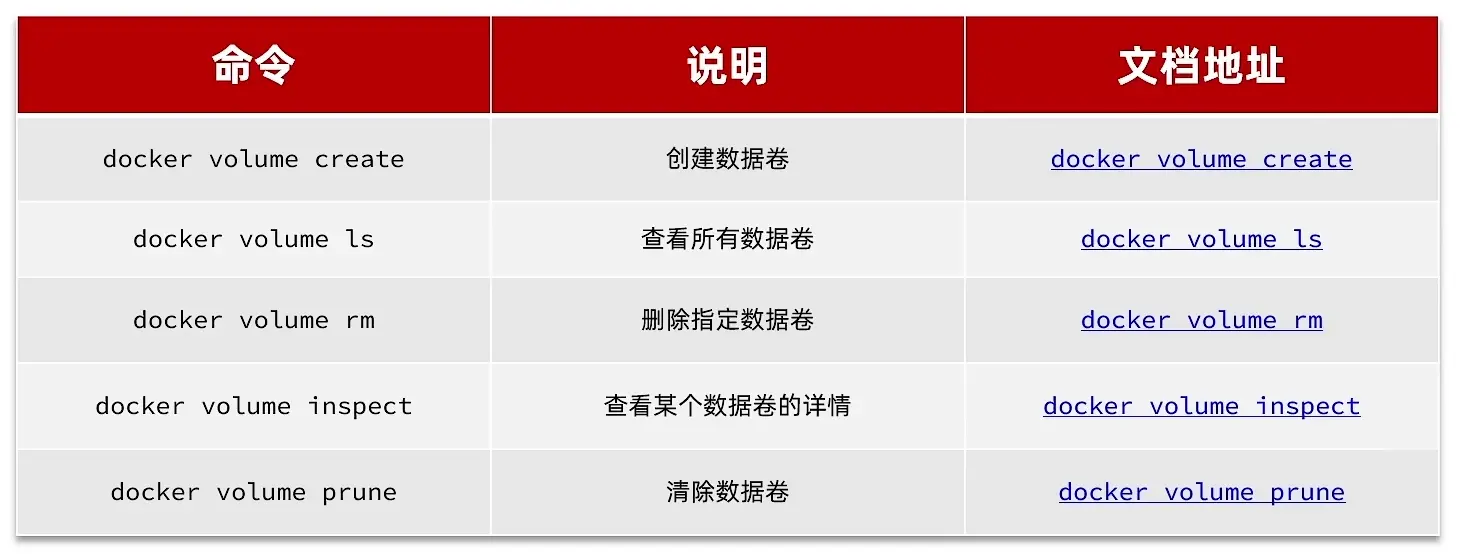 命令 说明 文档地址
docker volume create 创建数据卷 docker volume create
docker volume ls 查看所有数据卷 docker volume ls
docker volume rm 删除指定数据卷 docker volume rm
docker volume inspect 查看某个数据卷的详情 docker volume inspect
docker volume prune 清除数据卷 docker volume prune